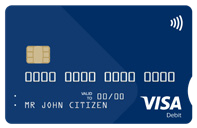 0000 0000 0000 0000
VALID TO 00/00
MR JOHN CITIZEN
VISA
Debit